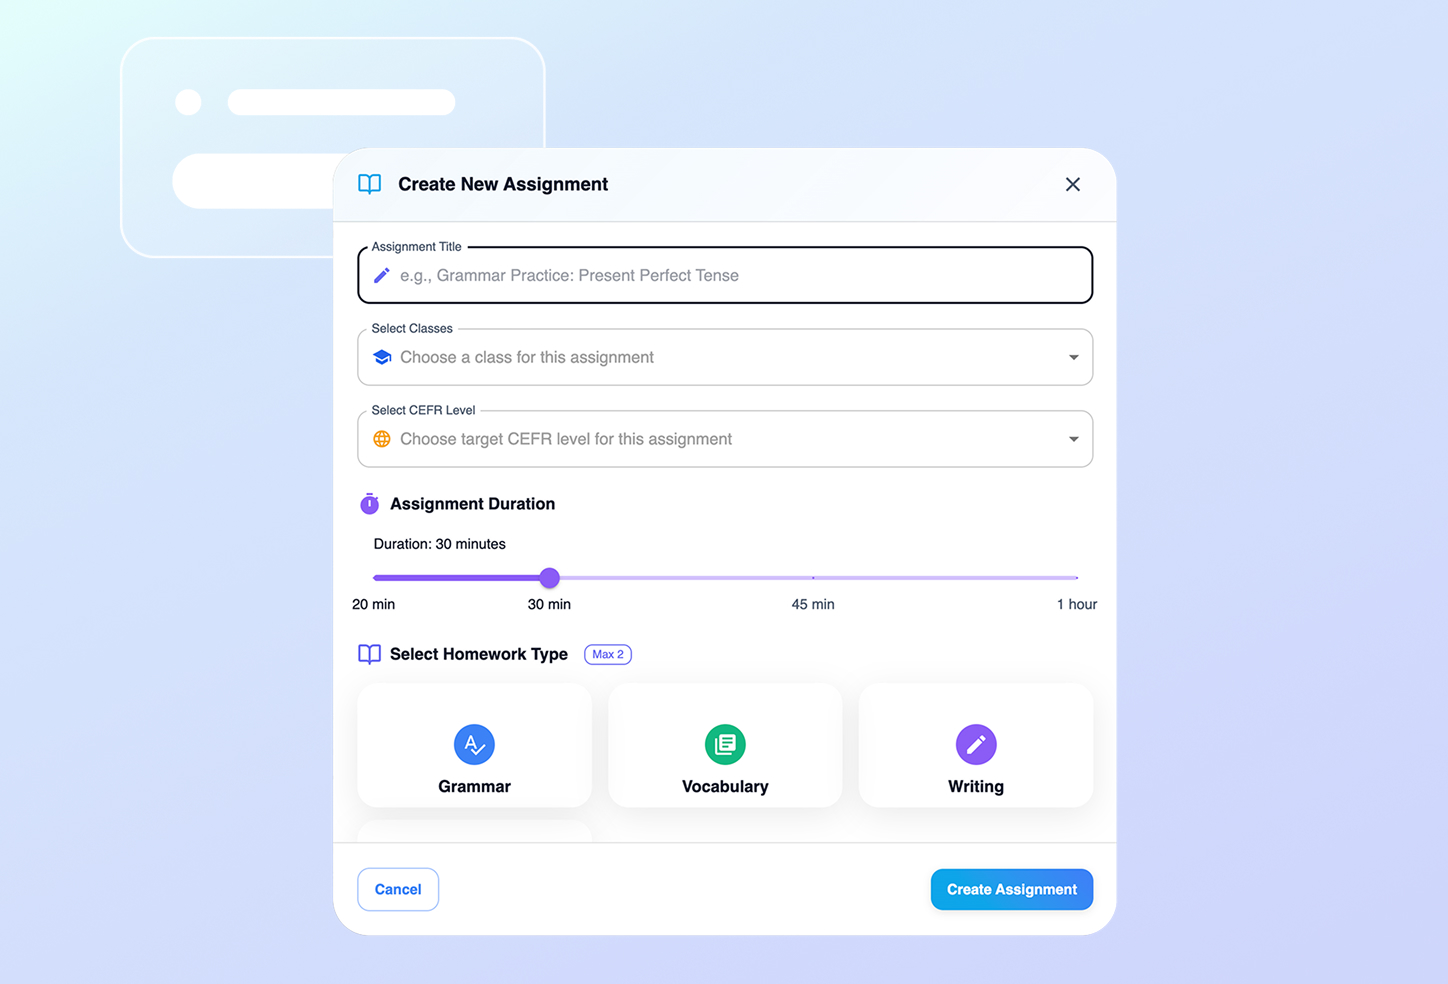 Create New Assignment
Assignment Title
e.g., Grammar Practice: Present Perfect Tense
Select Classes
Choose a class for this assignment
Select CEFR Level
Choose target CEFR level for this assignment
Assignment Duration
Duration: 30 minutes
20 min 30 min 45 min 1 hour
Select Homework Type Max 2
Grammar Vocabulary Writing
Cancel Create Assignment